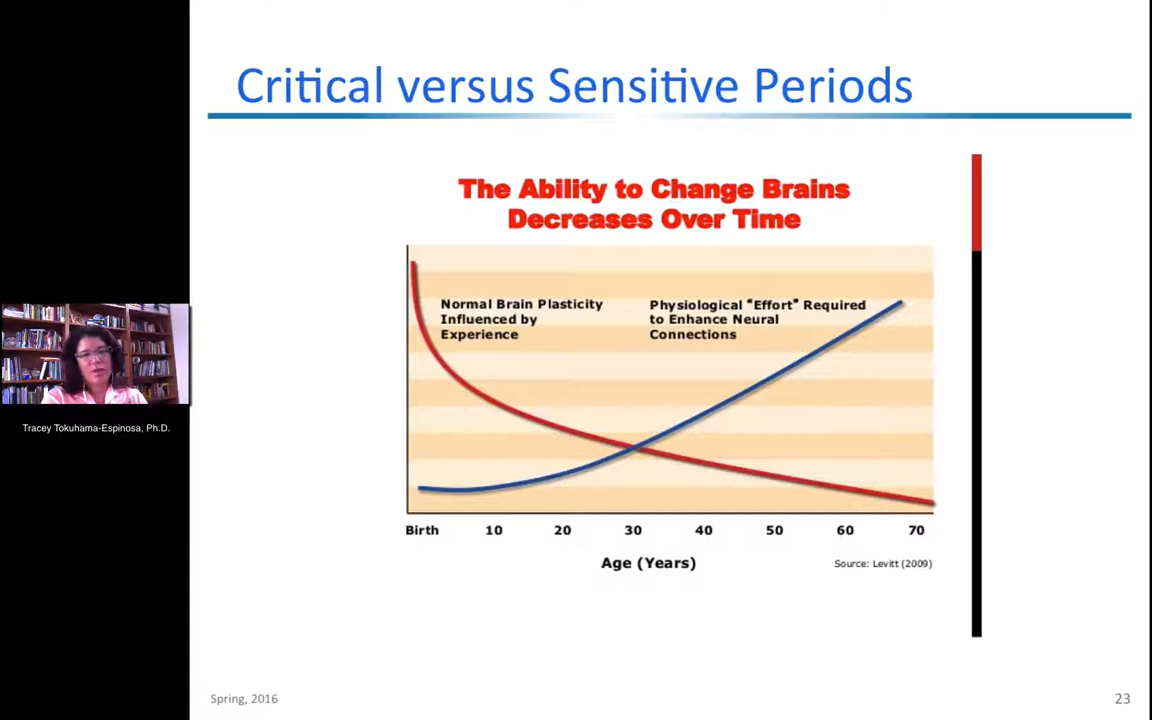 Critical versus Sensitive Periods
The Ability to Change Brains
Decreases Over Time
Normal Brain Plasticity
Influenced by
Experience
Physiological “Effort” Required
to Enhance Neural
Connections
Birth 10 20 30 40 50 60 70
Age (Years)
Source: Levitt (2009)
Tracey Tokuhama-Espinosa, Ph.D.
Spring, 2016
23